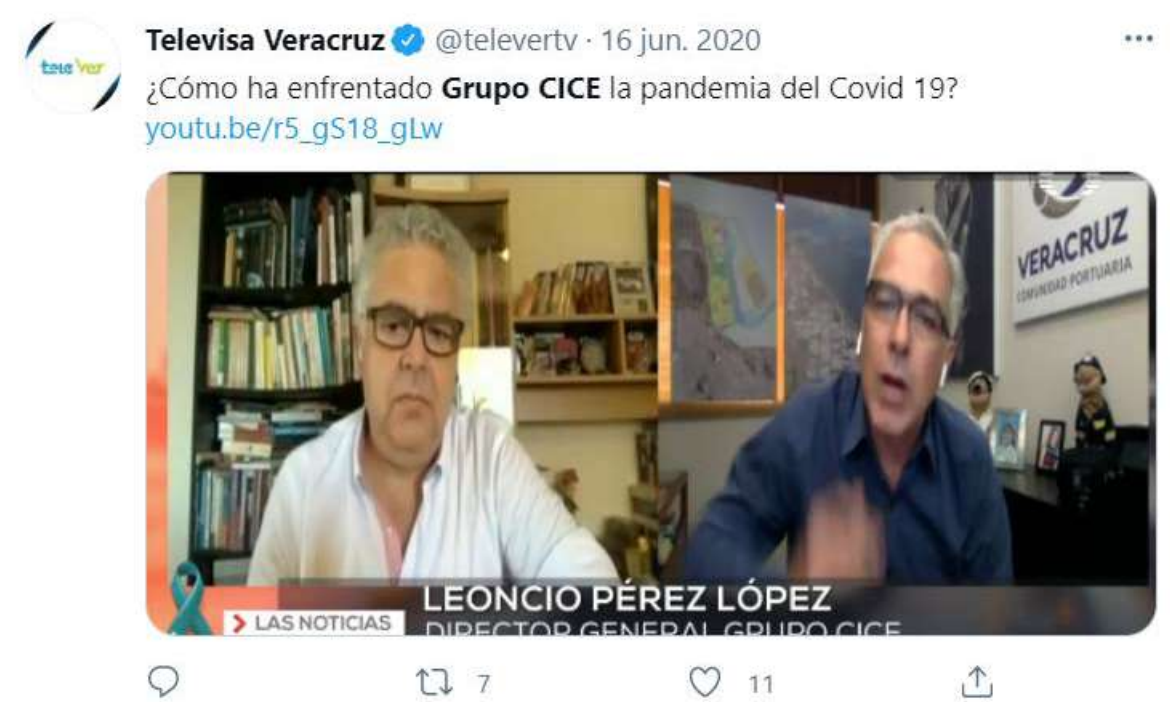 tele ver
Televisa Veracruz @televertv · 16 jun. 2020
¿Cómo ha enfrentado Grupo CICE la pandemia del Covid 19?
youtu.be/r5_gS18_gLw
VERACRUZ
COMUNIDAD PORTUARIA
LEONCIO PÉREZ LÓPEZ
LAS NOTICIAS
DIRECTOR GENERAL GRUPO CICE
7
11